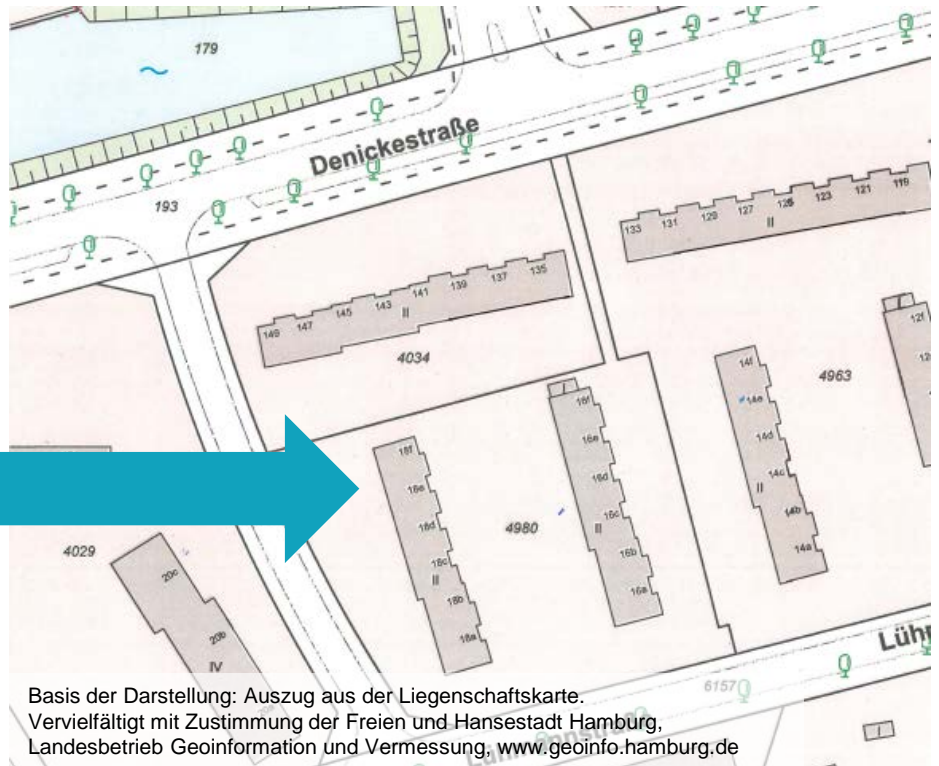 179
Denickestraße
193
133
131
129
127
125
123
121
119
II
149
147
145
143
141
139
137
135
II
4034
4963
12f
14f
14e
14d
14c
14b
14a
II
I
16f
16e
16d
16c
16b
16a
II
4980
18f
18e
18d
18c
18b
18a
II
4029
20c
20b
IV
6157
I
Basis der Darstellung: Auszug aus der Liegenschaftskarte.
Vervielfältigt mit Zustimmung der Freien und Hansestadt Hamburg,
Landesbetrieb Geoinformation und Vermessung, www.geoinfo.hamburg.de